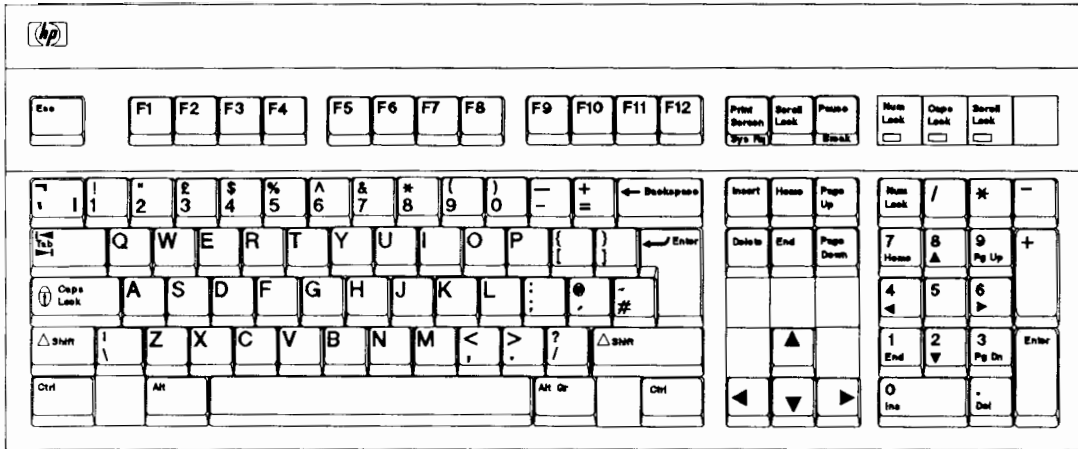 hp
Esc F1 F2 F3 F4 F5 F6 F7 F8 F9 F10 F11 F12 Print Screen Scroll Lock Pause Num Lock Caps Lock Scroll Lock
Sys Rq Break
¬ ! " £ $ % ^ & * ( ) — + ← Backspace Insert Home Page Up Num Lock / * -
` | 1 2 3 4 5 6 7 8 9 0 - =
Tab Q W E R T Y U I O P { } Enter Delete End Page Down 7 8 9 +
[ ] Home ▲ Pg Up
Caps Lock A S D F G H J K L : @ ~ 4 5 6
; ' # ◄ ►
△ Shift | Z X C V B N M < > ? △ Shift ▲ 1 2 3 Enter
\ , . / End ▼ Pg Dn
Ctrl Alt Alt Gr Ctrl ◄ ▼ ► 0 .
Ins Del